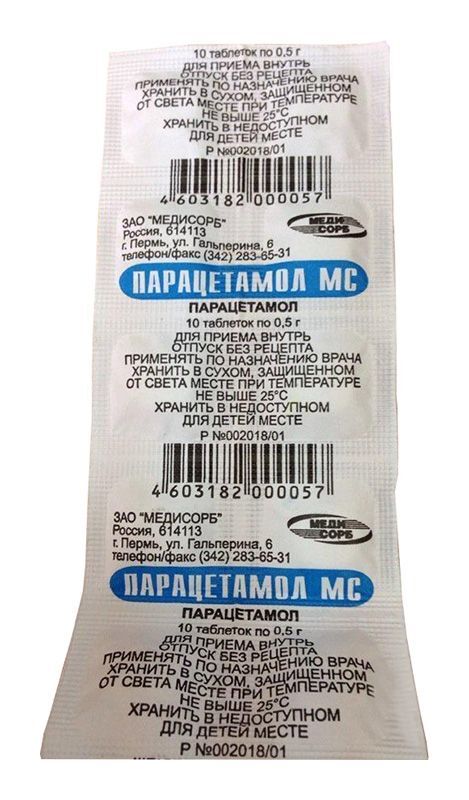 10 таблеток по 0,5 г
ДЛЯ ПРИЕМА ВНУТРЬ
ОТПУСК БЕЗ РЕЦЕПТА
ПРИМЕНЯТЬ ПО НАЗНАЧЕНИЮ ВРАЧА
ХРАНИТЬ В СУХОМ, ЗАЩИЩЕННОМ
ОТ СВЕТА МЕСТЕ ПРИ ТЕМПЕРАТУРЕ
НЕ ВЫШЕ 25°С
ХРАНИТЬ В НЕДОСТУПНОМ
ДЛЯ ДЕТЕЙ МЕСТЕ
Р №002018/01
4 603182 000057
ЗАО "МЕДИСОРБ"
Россия, 614113
г. Пермь, ул. Гальперина, 6
телефон/факс (342) 283-65-31
МЕДИ
СОРБ
ПАРАЦЕТАМОЛ МС
ПАРАЦЕТАМОЛ
10 таблеток по 0,5 г
ДЛЯ ПРИЕМА ВНУТРЬ
ОТПУСК БЕЗ РЕЦЕПТА
ПРИМЕНЯТЬ ПО НАЗНАЧЕНИЮ ВРАЧА
ХРАНИТЬ В СУХОМ, ЗАЩИЩЕННОМ
ОТ СВЕТА МЕСТЕ ПРИ ТЕМПЕРАТУРЕ
НЕ ВЫШЕ 25°С
ХРАНИТЬ В НЕДОСТУПНОМ
ДЛЯ ДЕТЕЙ МЕСТЕ
Р №002018/01
4 603182 000057
ЗАО "МЕДИСОРБ"
Россия, 614113
г. Пермь, ул. Гальперина, 6
телефон/факс (342) 283-65-31
МЕДИ
СОРБ
ПАРАЦЕТАМОЛ МС
ПАРАЦЕТАМОЛ
10 таблеток по 0,5 г
ДЛЯ ПРИЕМА ВНУТРЬ
ОТПУСК БЕЗ РЕЦЕПТА
ПРИМЕНЯТЬ ПО НАЗНАЧЕНИЮ ВРАЧА
ХРАНИТЬ В СУХОМ, ЗАЩИЩЕННОМ
ОТ СВЕТА МЕСТЕ ПРИ ТЕМПЕРАТУРЕ
НЕ ВЫШЕ 25°С
ХРАНИТЬ В НЕДОСТУПНОМ
ДЛЯ ДЕТЕЙ МЕСТЕ
Р №002018/01